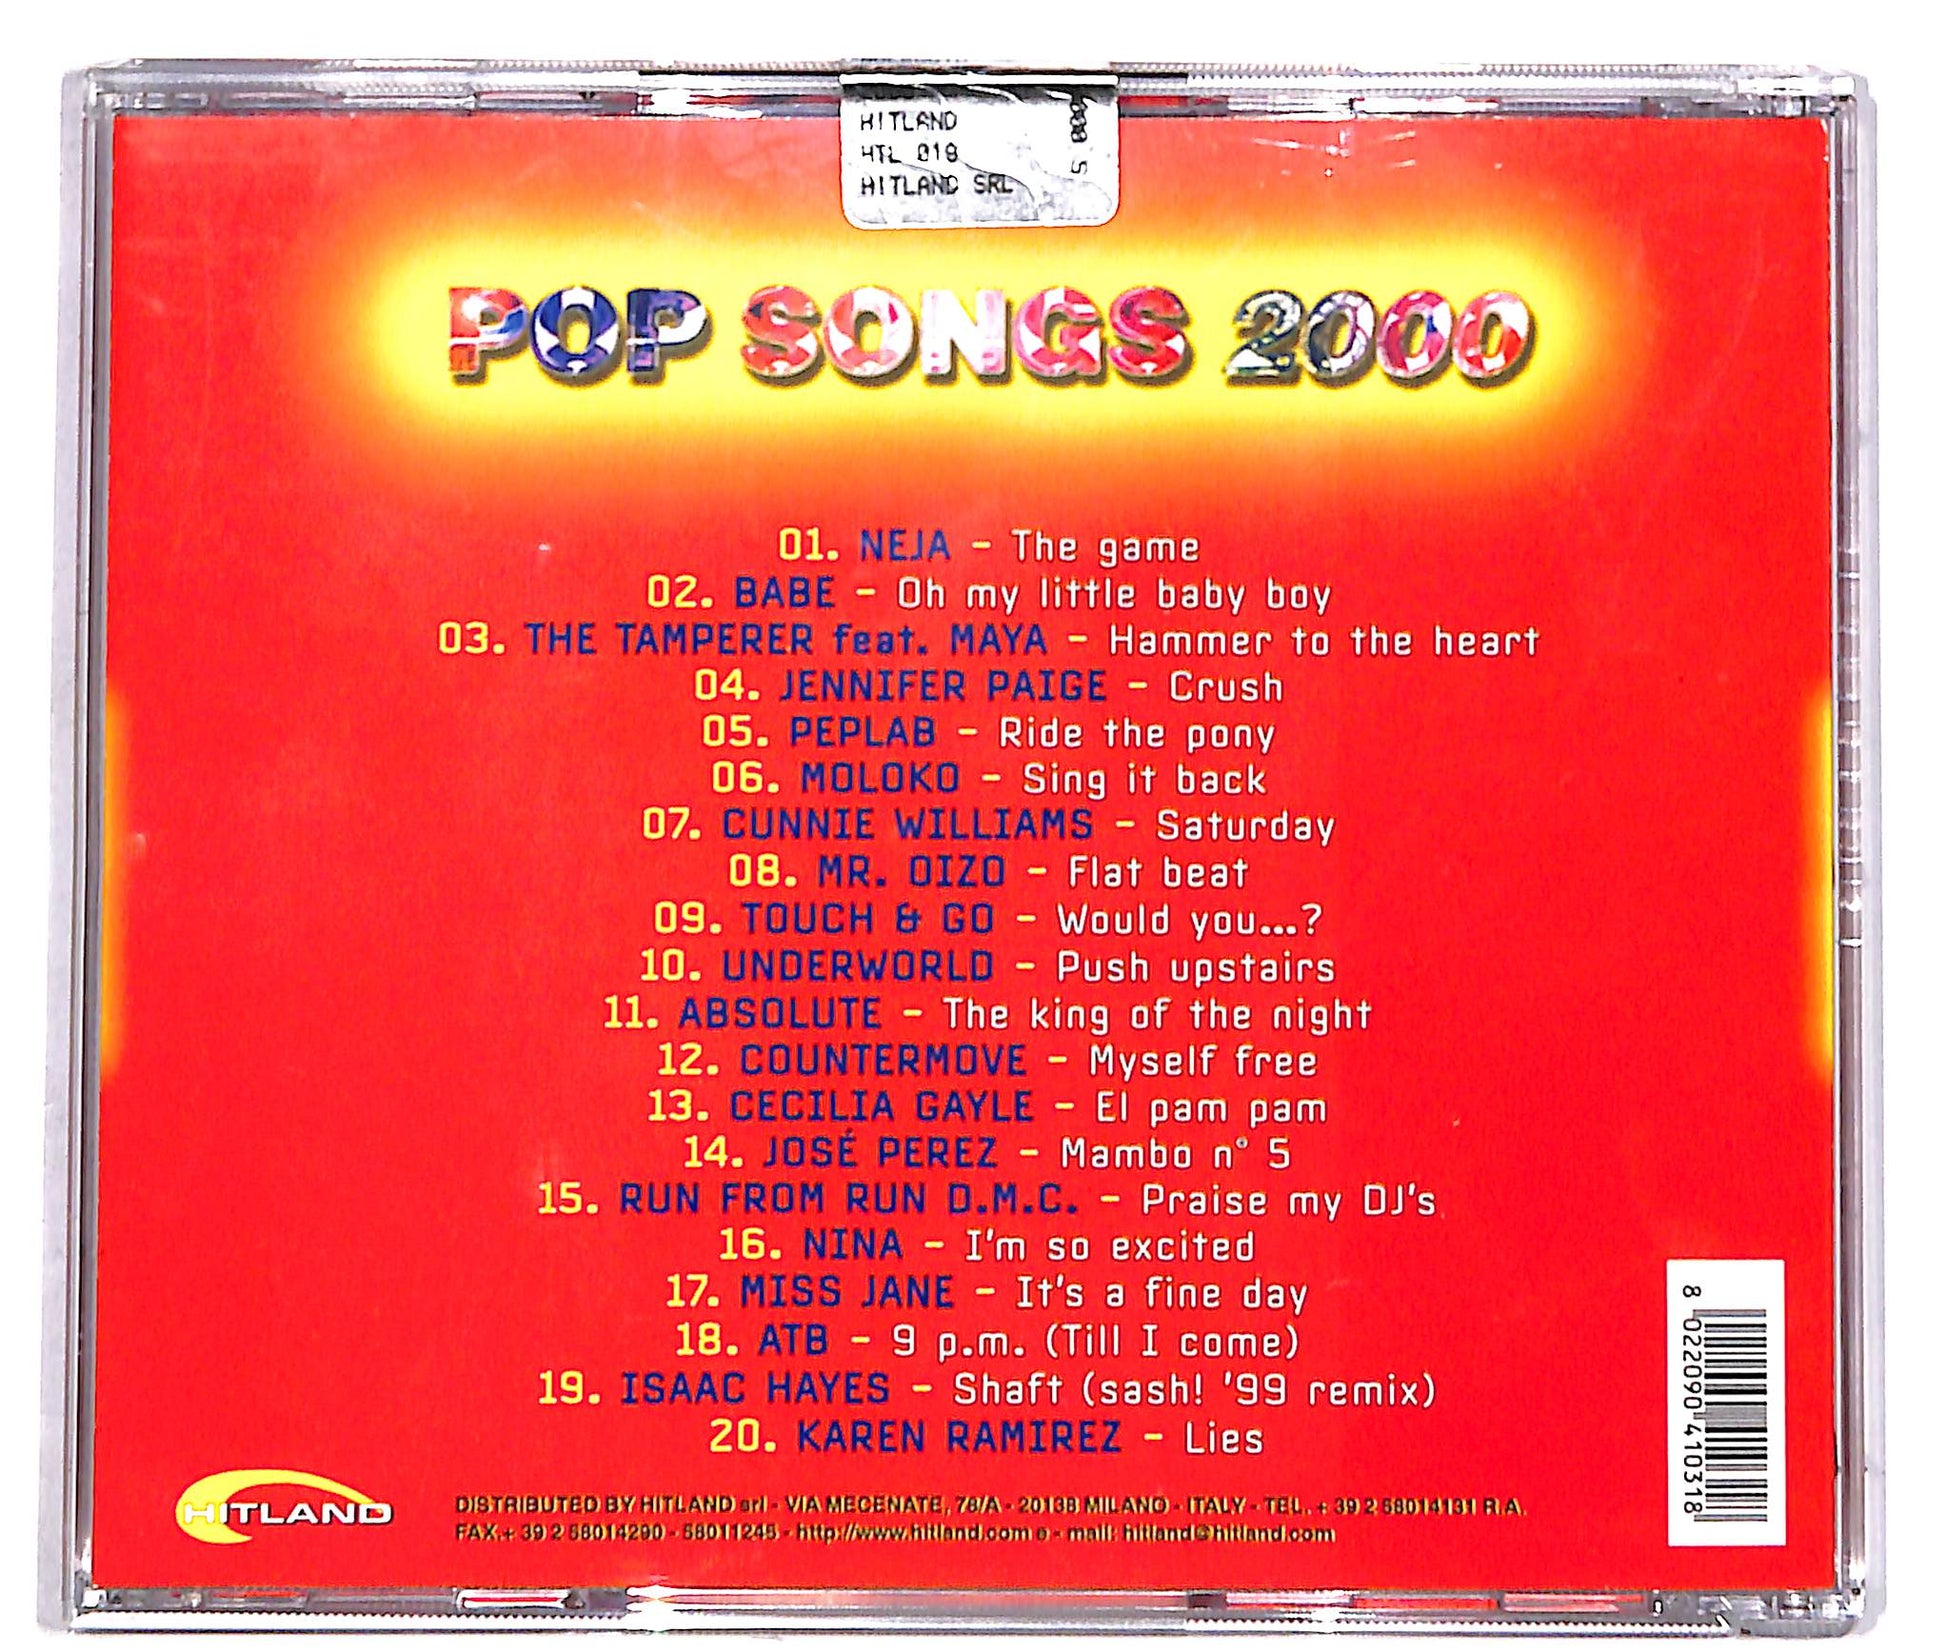 HITLAND
HTL 018
HITLAND SRL
POP SONGS 2000
01. NEJA – The game
02. BABE – Oh my little baby boy
03. THE TAMPERER feat. MAYA – Hammer to the heart
04. JENNIFER PAIGE – Crush
05. PEPLAB – Ride the pony
06. MOLOKO – Sing it back
07. CUNNIE WILLIAMS – Saturday
08. MR. OIZO – Flat beat
09. TOUCH & GO – Would you...?
10. UNDERWORLD – Push upstairs
11. ABSOLUTE – The king of the night
12. COUNTERMOVE – Myself free
13. CECILIA GAYLE – El pam pam
14. JOSÉ PEREZ – Mambo n° 5
15. RUN FROM RUN D.M.C. – Praise my DJ's
16. NINA – I'm so excited
17. MISS JANE – It's a fine day
18. ATB – 9 p.m. (Till I come)
19. ISAAC HAYES – Shaft (sash! '99 remix)
20. KAREN RAMIREZ – Lies
HITLAND
DISTRIBUTED BY HITLAND srl - VIA MECENATE, 76/A - 20138 MILANO - ITALY - TEL. + 39 2 58014131 R.A.
FAX.+ 39 2 58014290 - 58011245 - http://www.hitland.com e - mail: hitland@hitland.com
8 022090 410318